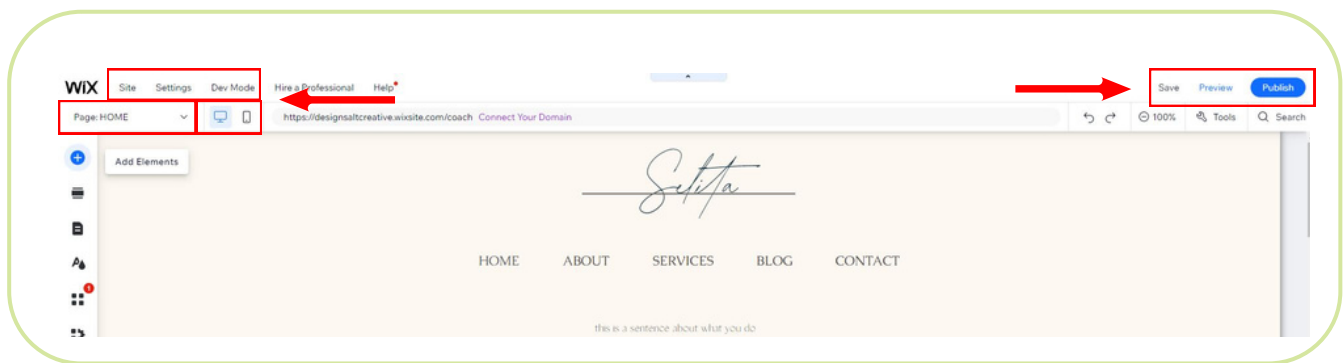 WiX Site Settings Dev Mode Hire a Professional Help Save Preview Publish
Page: HOME https://designsaltcreative.wixsite.com/coach Connect Your Domain 100% Tools Search
Add Elements
Selita
HOME ABOUT SERVICES BLOG CONTACT
1
this is a sentence about what you do